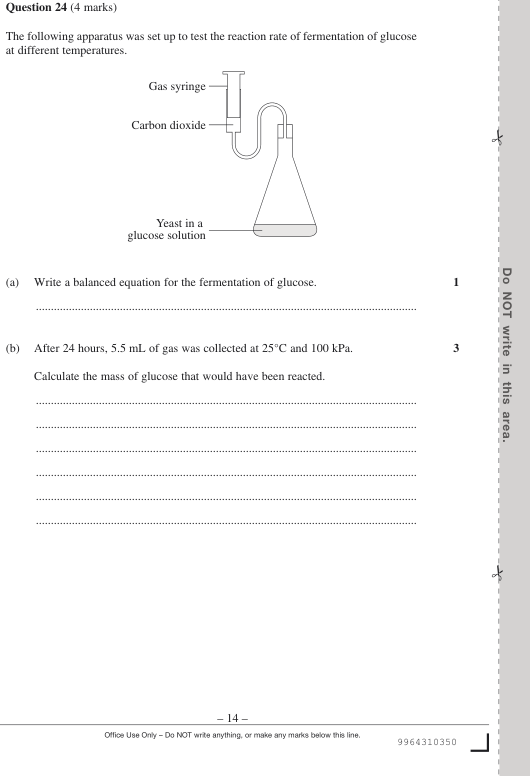 Question 24 (4 marks)
The following apparatus was set up to test the reaction rate of fermentation of glucose
at different temperatures.
Gas syringe
Carbon dioxide
Yeast in a
glucose solution
(a) Write a balanced equation for the fermentation of glucose. 1
(b) After 24 hours, 5.5 mL of gas was collected at 25°C and 100 kPa. 3
Calculate the mass of glucose that would have been reacted.
Do NOT write in this area.
– 14 –
Office Use Only – Do NOT write anything, or make any marks below this line.
9964310350